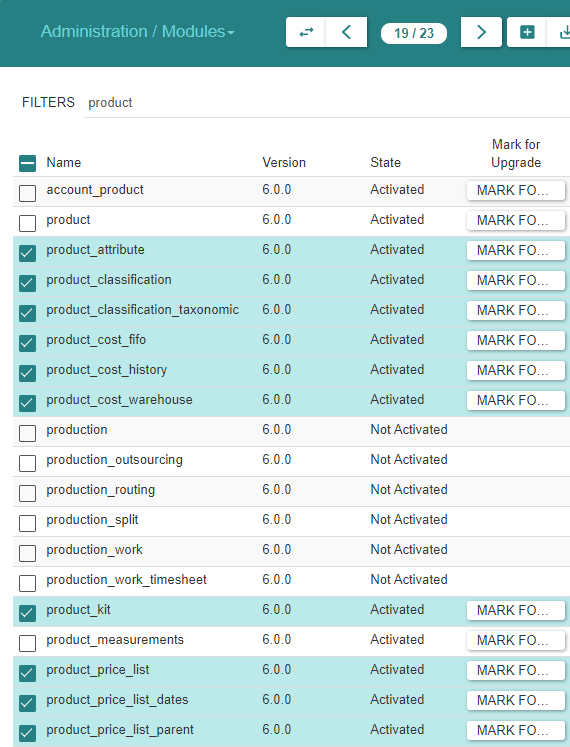 Administration / Modules
19 / 23
FILTERS product
Mark for
Name Version State Upgrade
account_product 6.0.0 Activated MARK FO...
product 6.0.0 Activated MARK FO...
product_attribute 6.0.0 Activated MARK FO...
product_classification 6.0.0 Activated MARK FO...
product_classification_taxonomic 6.0.0 Activated MARK FO...
product_cost_fifo 6.0.0 Activated MARK FO...
product_cost_history 6.0.0 Activated MARK FO...
product_cost_warehouse 6.0.0 Activated MARK FO...
production 6.0.0 Not Activated
production_outsourcing 6.0.0 Not Activated
production_routing 6.0.0 Not Activated
production_split 6.0.0 Not Activated
production_work 6.0.0 Not Activated
production_work_timesheet 6.0.0 Not Activated
product_kit 6.0.0 Activated MARK FO...
product_measurements 6.0.0 Activated MARK FO...
product_price_list 6.0.0 Activated MARK FO...
product_price_list_dates 6.0.0 Activated MARK FO...
product_price_list_parent 6.0.0 Activated MARK FO...